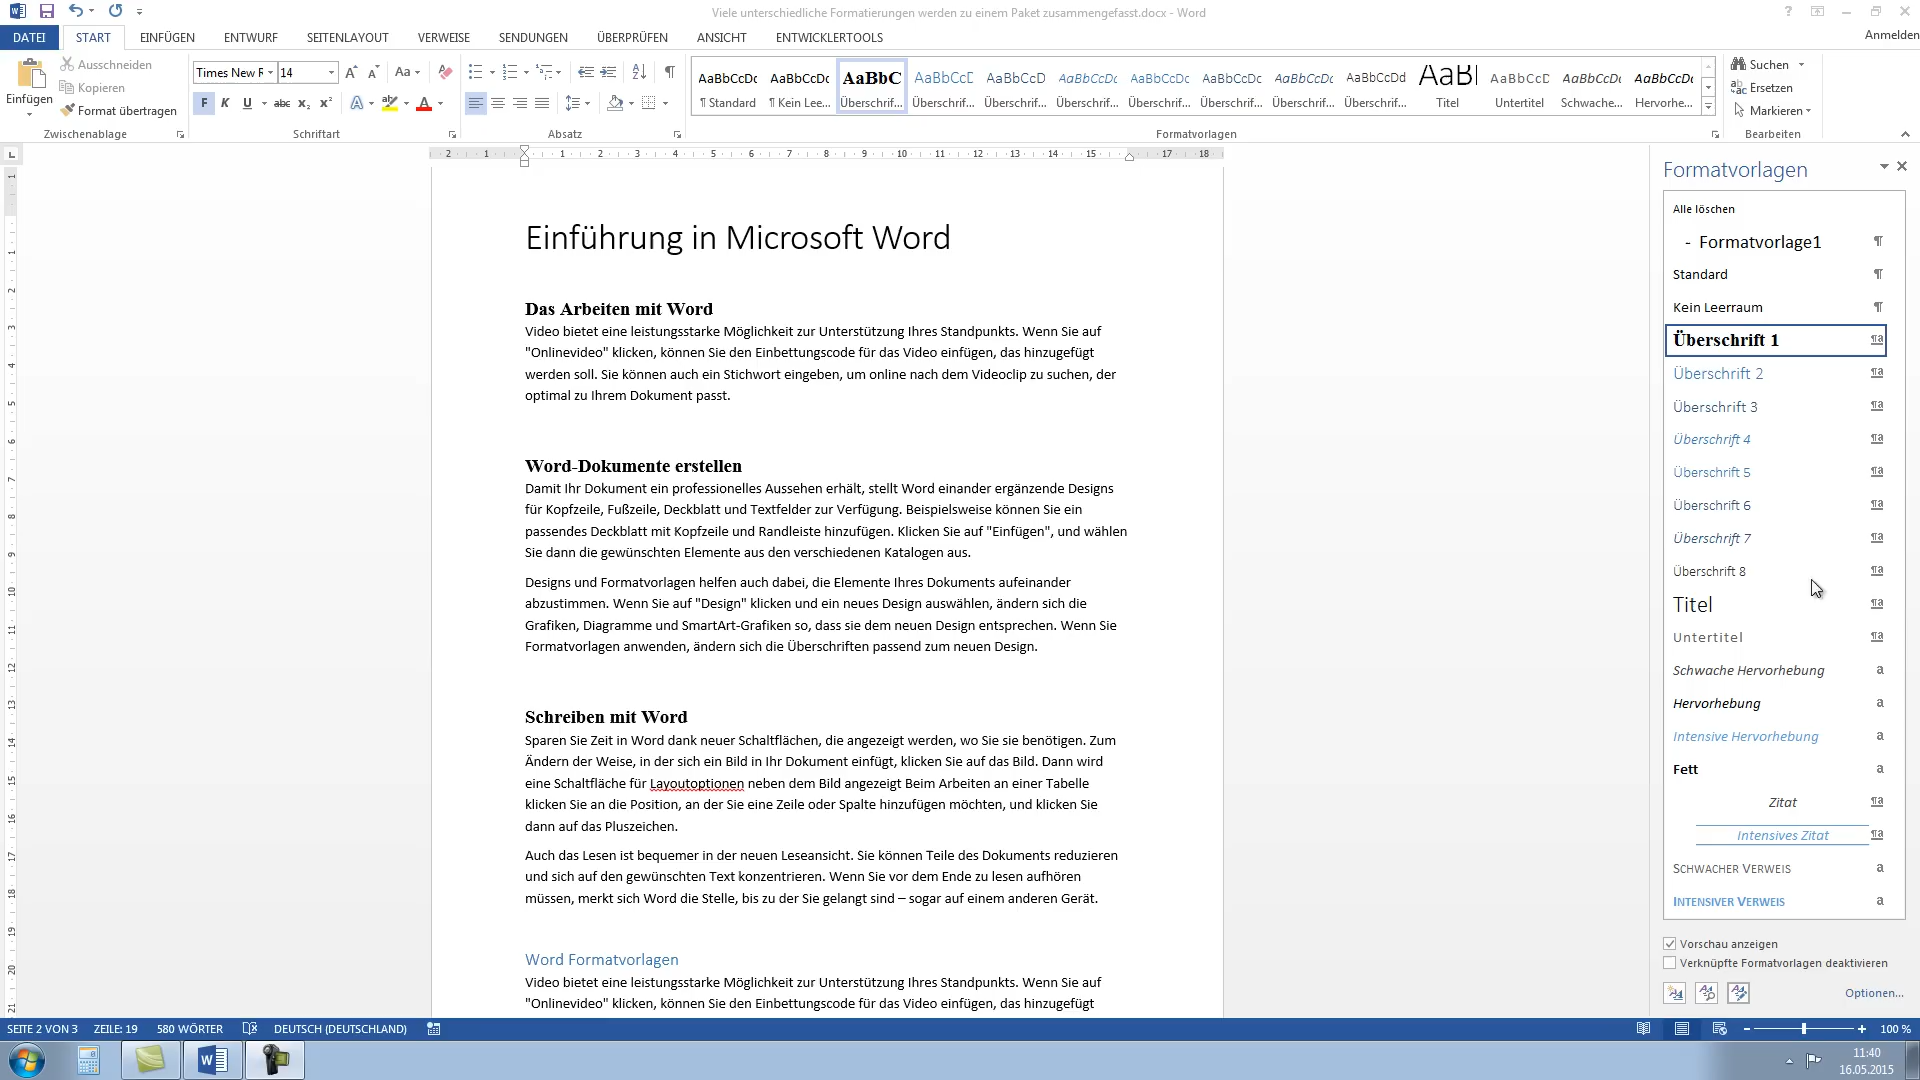 Viele unterschiedliche Formatierungen werden zu einem Paket zusammengefasst.docx - Word
DATEI START EINFÜGEN ENTWURF SEITENLAYOUT VERWEISE SENDUNGEN ÜBERPRÜFEN ANSICHT ENTWICKLERTOOLS Anmelden
Einfügen
Ausschneiden
Kopieren
Format übertragen
Zwischenablage
Times New R 14
F K U abc x₂ x²
Schriftart
Absatz
AaBbCcDc AaBbCcDc AaBbC AaBbCcD AaBbCcD AaBbCcDc AaBbCcDc AaBbCcDc AaBbCcDc AaBbCcDd AaBl AaBbCcD AaBbCcDc AaBbCcDc
¶ Standard ¶ Kein Lee... Überschrif... Überschrif... Überschrif... Überschrif... Überschrif... Überschrif... Überschrif... Überschrif... Titel Untertitel Schwache... Hervorhe...
Formatvorlagen
Suchen
Ersetzen
Markieren
Bearbeiten
2 1 1 2 3 4 5 6 7 8 9 10 11 12 13 14 15 17 18
Einführung in Microsoft Word
Das Arbeiten mit Word
Video bietet eine leistungsstarke Möglichkeit zur Unterstützung Ihres Standpunkts. Wenn Sie auf
"Onlinevideo" klicken, können Sie den Einbettungscode für das Video einfügen, das hinzugefügt
werden soll. Sie können auch ein Stichwort eingeben, um online nach dem Videoclip zu suchen, der
optimal zu Ihrem Dokument passt.
Word-Dokumente erstellen
Damit Ihr Dokument ein professionelles Aussehen erhält, stellt Word einander ergänzende Designs
für Kopfzeile, Fußzeile, Deckblatt und Textfelder zur Verfügung. Beispielsweise können Sie ein
passendes Deckblatt mit Kopfzeile und Randleiste hinzufügen. Klicken Sie auf "Einfügen", und wählen
Sie dann die gewünschten Elemente aus den verschiedenen Katalogen aus.
Designs und Formatvorlagen helfen auch dabei, die Elemente Ihres Dokuments aufeinander
abzustimmen. Wenn Sie auf "Design" klicken und ein neues Design auswählen, ändern sich die
Grafiken, Diagramme und SmartArt-Grafiken so, dass sie dem neuen Design entsprechen. Wenn Sie
Formatvorlagen anwenden, ändern sich die Überschriften passend zum neuen Design.
Schreiben mit Word
Sparen Sie Zeit in Word dank neuer Schaltflächen, die angezeigt werden, wo Sie sie benötigen. Zum
Ändern der Weise, in der sich ein Bild in Ihr Dokument einfügt, klicken Sie auf das Bild. Dann wird
eine Schaltfläche für Layoutoptionen neben dem Bild angezeigt Beim Arbeiten an einer Tabelle
klicken Sie an die Position, an der Sie eine Zeile oder Spalte hinzufügen möchten, und klicken Sie
dann auf das Pluszeichen.
Auch das Lesen ist bequemer in der neuen Leseansicht. Sie können Teile des Dokuments reduzieren
und sich auf den gewünschten Text konzentrieren. Wenn Sie vor dem Ende zu lesen aufhören
müssen, merkt sich Word die Stelle, bis zu der Sie gelangt sind – sogar auf einem anderen Gerät.
Word Formatvorlagen
Video bietet eine leistungsstarke Möglichkeit zur Unterstützung Ihres Standpunkts. Wenn Sie auf
"Onlinevideo" klicken, können Sie den Einbettungscode für das Video einfügen, das hinzugefügt
Formatvorlagen
Alle löschen
- Formatvorlage1 ¶
Standard ¶
Kein Leerraum ¶
Überschrift 1 ¶a
Überschrift 2 ¶a
Überschrift 3 ¶a
Überschrift 4 ¶a
Überschrift 5 ¶a
Überschrift 6 ¶a
Überschrift 7 ¶a
Überschrift 8 ¶a
Titel ¶a
Untertitel ¶a
Schwache Hervorhebung a
Hervorhebung a
Intensive Hervorhebung a
Fett a
Zitat ¶a
Intensives Zitat ¶a
SCHWACHER VERWEIS a
INTENSIVER VERWEIS a
Vorschau anzeigen
Verknüpfte Formatvorlagen deaktivieren
Optionen...
SEITE 2 VON 3 ZEILE: 19 580 WÖRTER DEUTSCH (DEUTSCHLAND) 100 %
11:40
16.05.2015